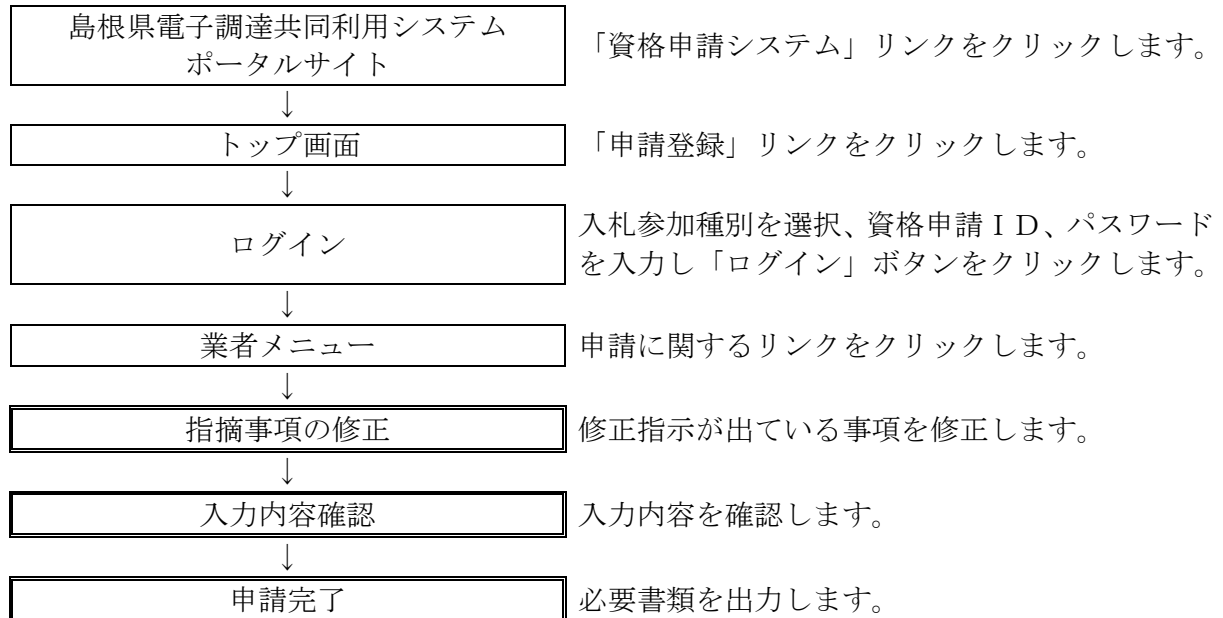 島根県電子調達共同利用システム
ポータルサイト
「資格申請システム」リンクをクリックします。
↓
トップ画面
「申請登録」リンクをクリックします。
↓
ログイン
入札参加種別を選択、資格申請ＩＤ、パスワード
を入力し「ログイン」ボタンをクリックします。
↓
業者メニュー
申請に関するリンクをクリックします。
↓
指摘事項の修正
修正指示が出ている事項を修正します。
↓
入力内容確認
入力内容を確認します。
↓
申請完了
必要書類を出力します。